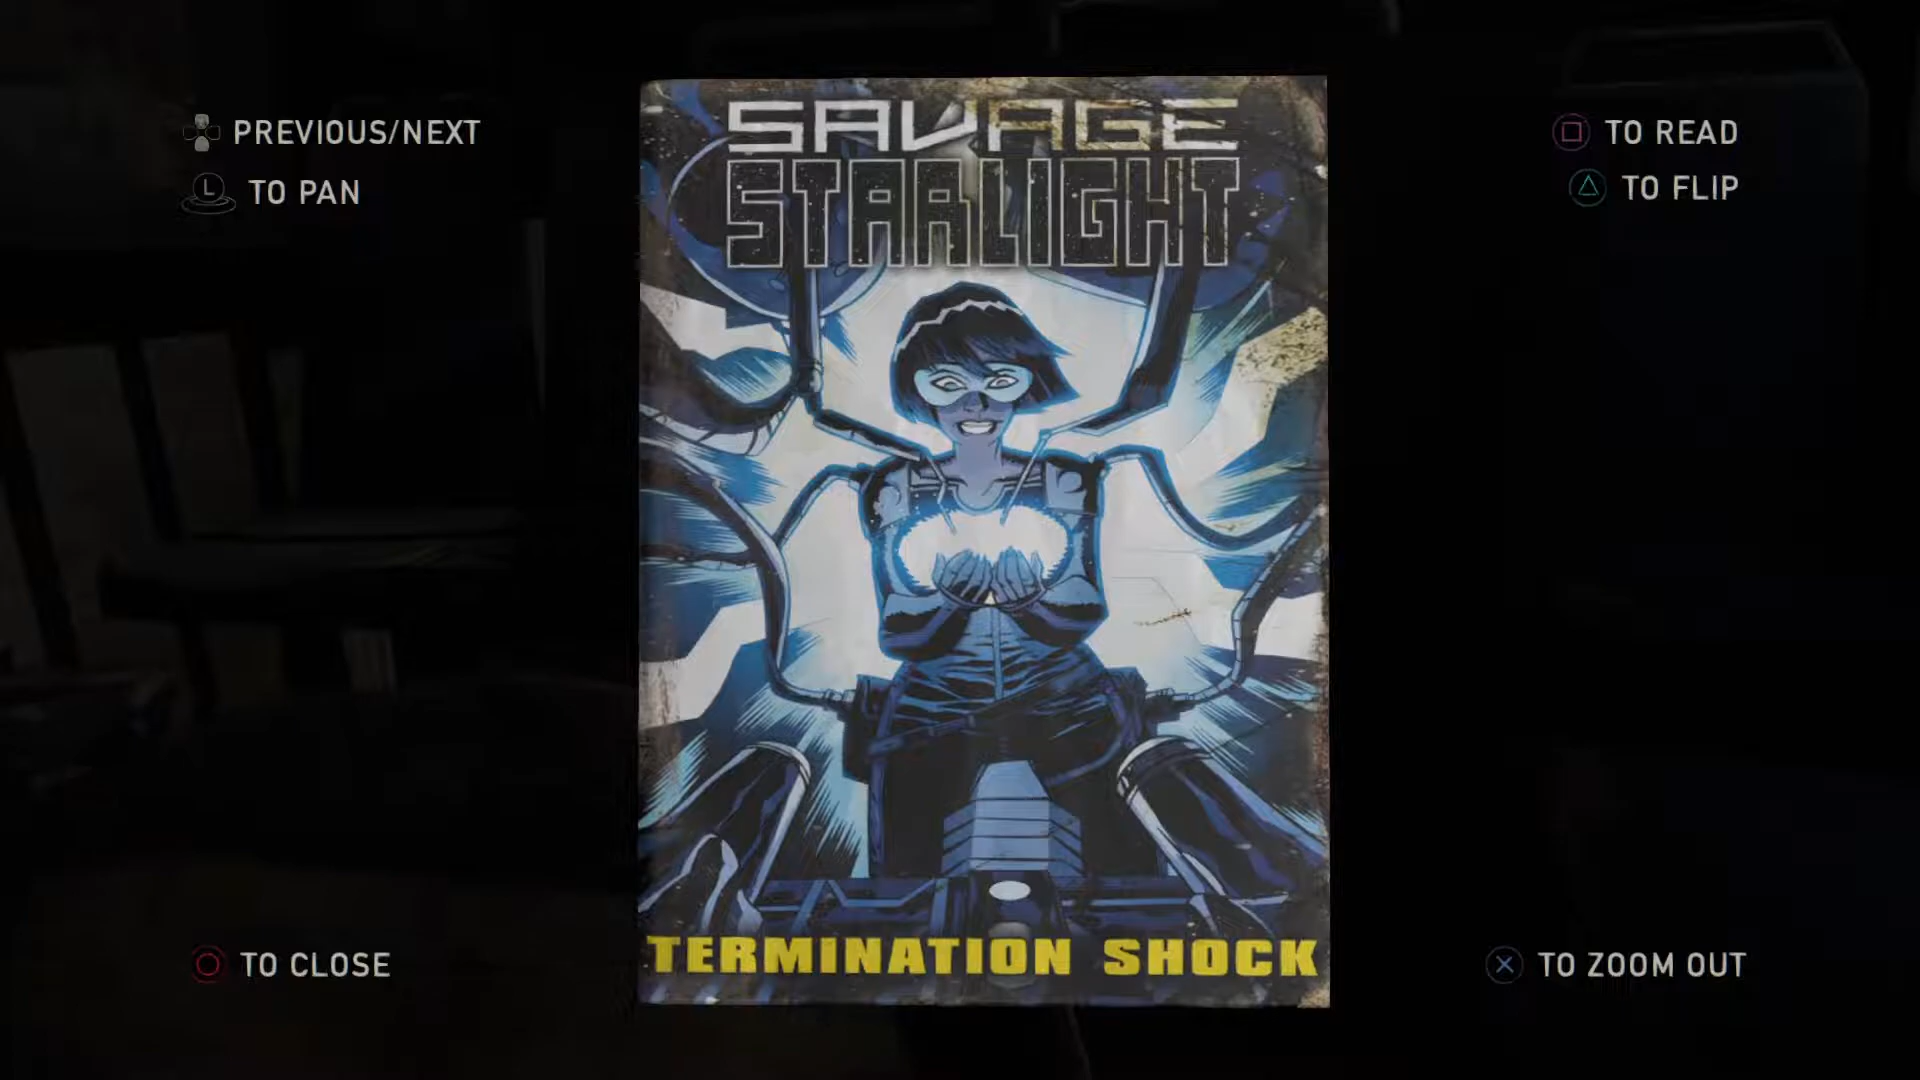 PREVIOUS/NEXT
L TO PAN
SAVAGE
STARLIGHT
TERMINATION SHOCK
TO READ
TO FLIP
TO CLOSE
TO ZOOM OUT